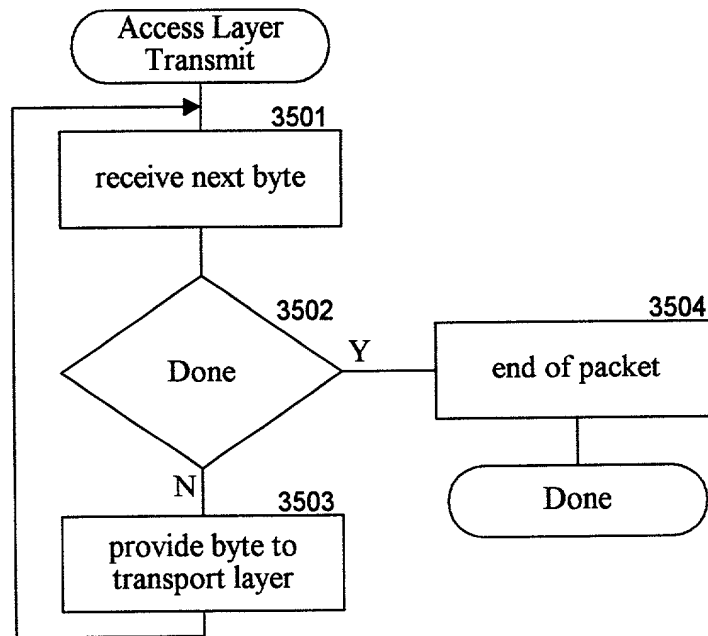 Access Layer
Transmit
3501
receive next byte
3502
Done
Y
3504
end of packet
Done
N
3503
provide byte to
transport layer